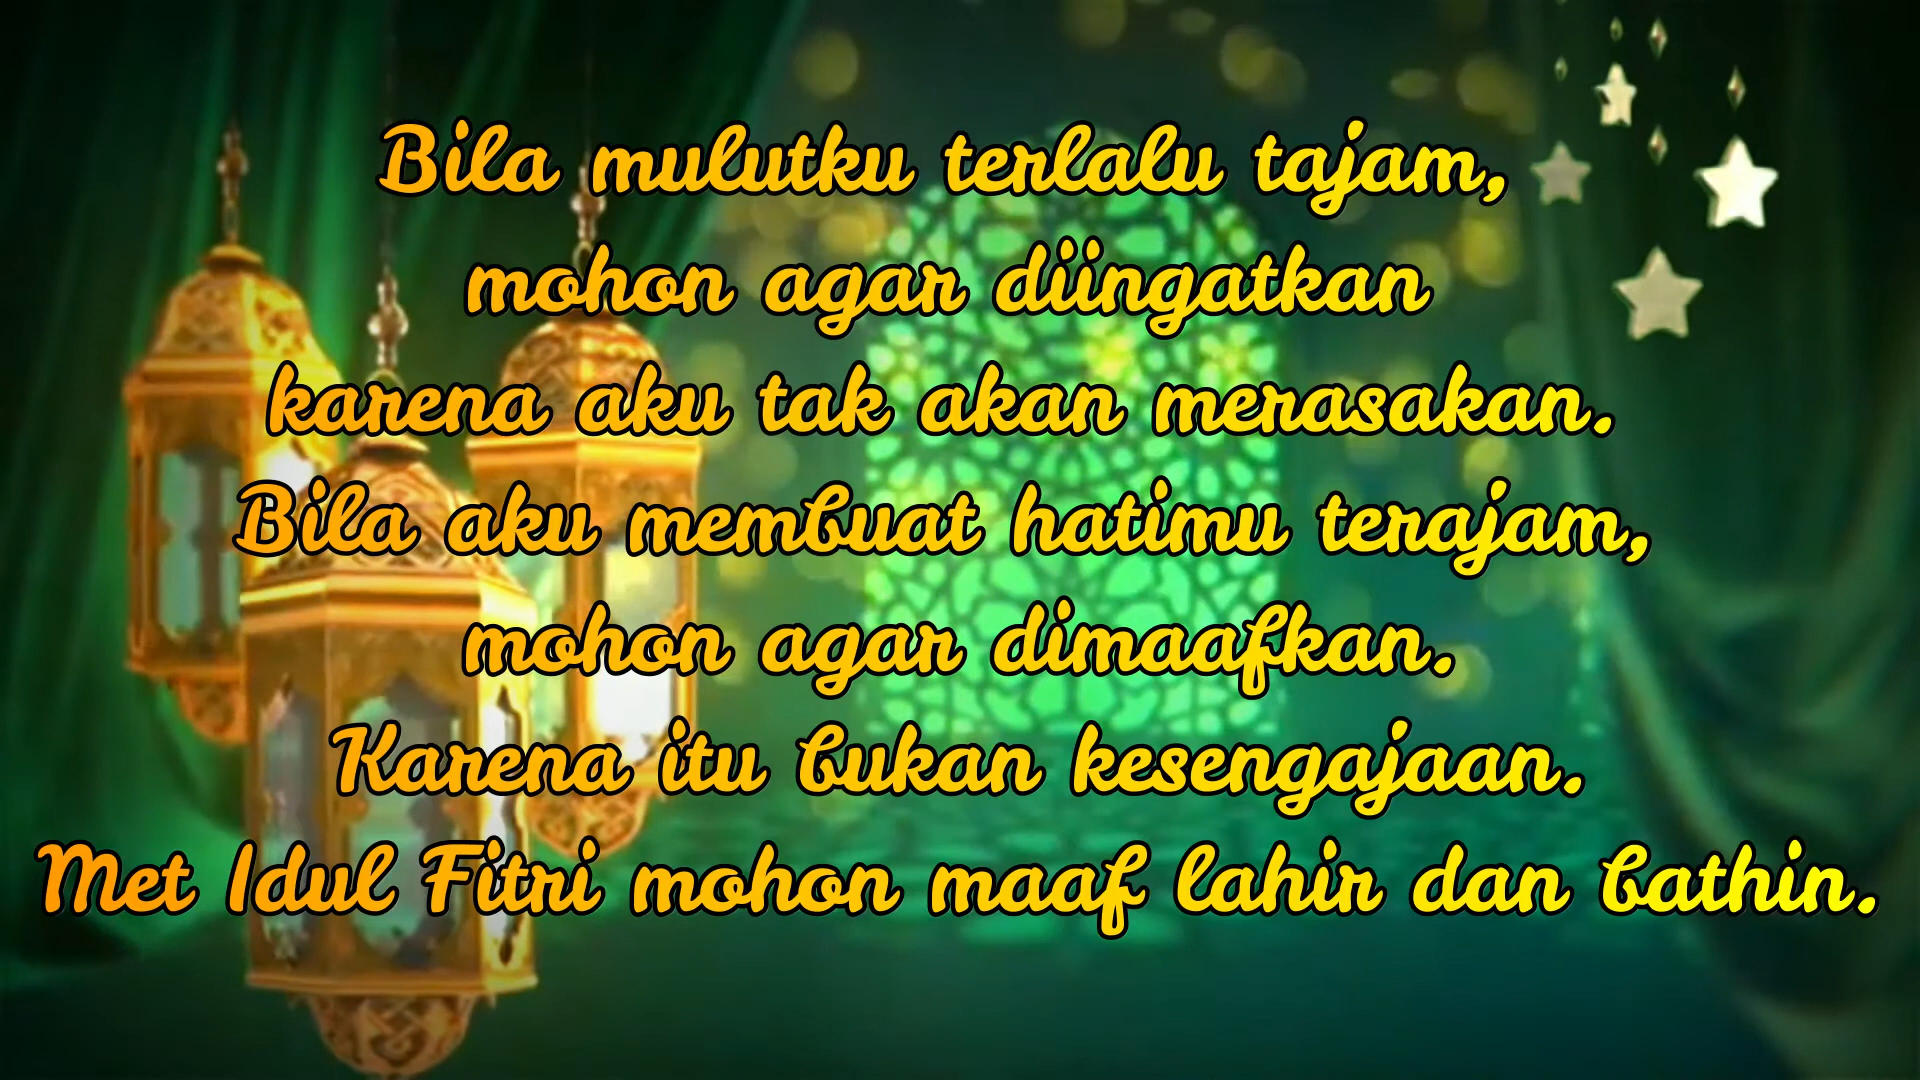 Bila mulutku terlalu tajam,
mohon agar diingatkan
karena aku tak akan merasakan.
Bila aku membuat hatimu terajam,
mohon agar dimaafkan.
Karena itu bukan kesengajaan.
Met Idul Fitri mohon maaf lahir dan bathin.